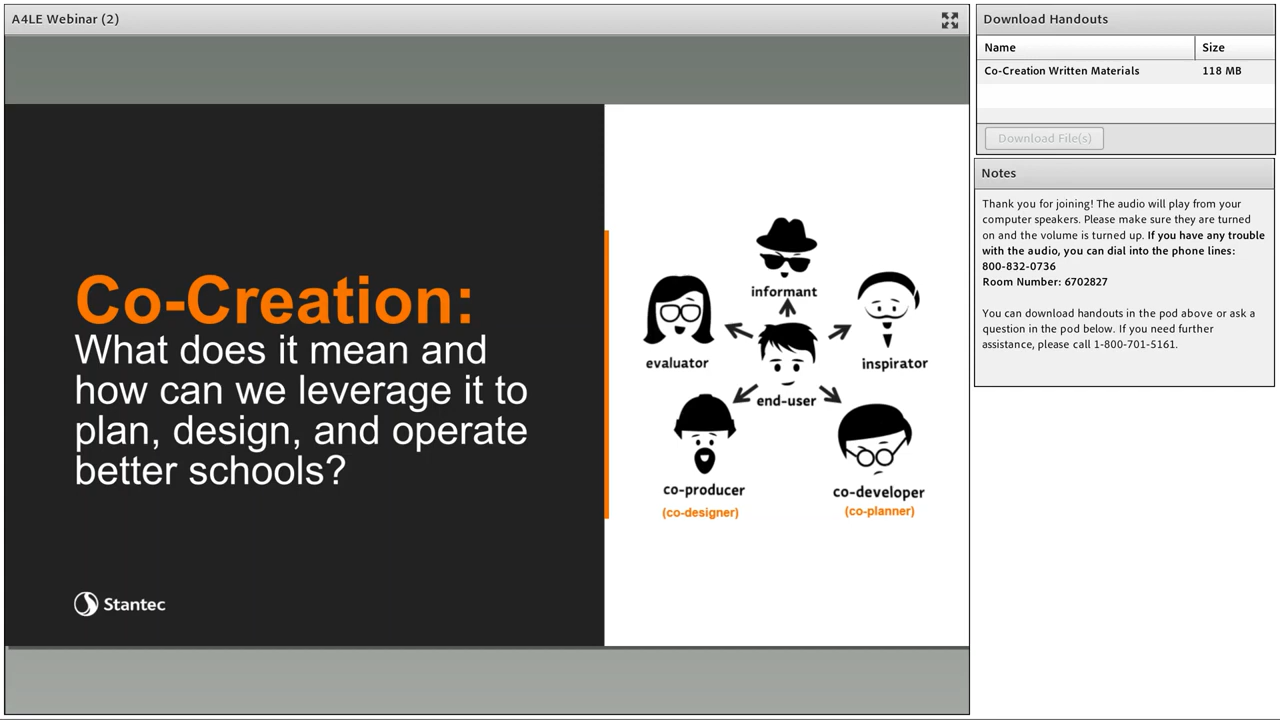 A4LE Webinar (2)
Co-Creation:
What does it mean and
how can we leverage it to
plan, design, and operate
better schools?
Stantec
informant
evaluator
inspirator
end-user
co-producer
(co-designer)
co-developer
(co-planner)
Download Handouts
Name Size
Co-Creation Written Materials 118 MB
Download File(s)
Notes
Thank you for joining! The audio will play from your
computer speakers. Please make sure they are turned
on and the volume is turned up. If you have any trouble
with the audio, you can dial into the phone lines:
800-832-0736
Room Number: 6702827
You can download handouts in the pod above or ask a
question in the pod below. If you need further
assistance, please call 1-800-701-5161.